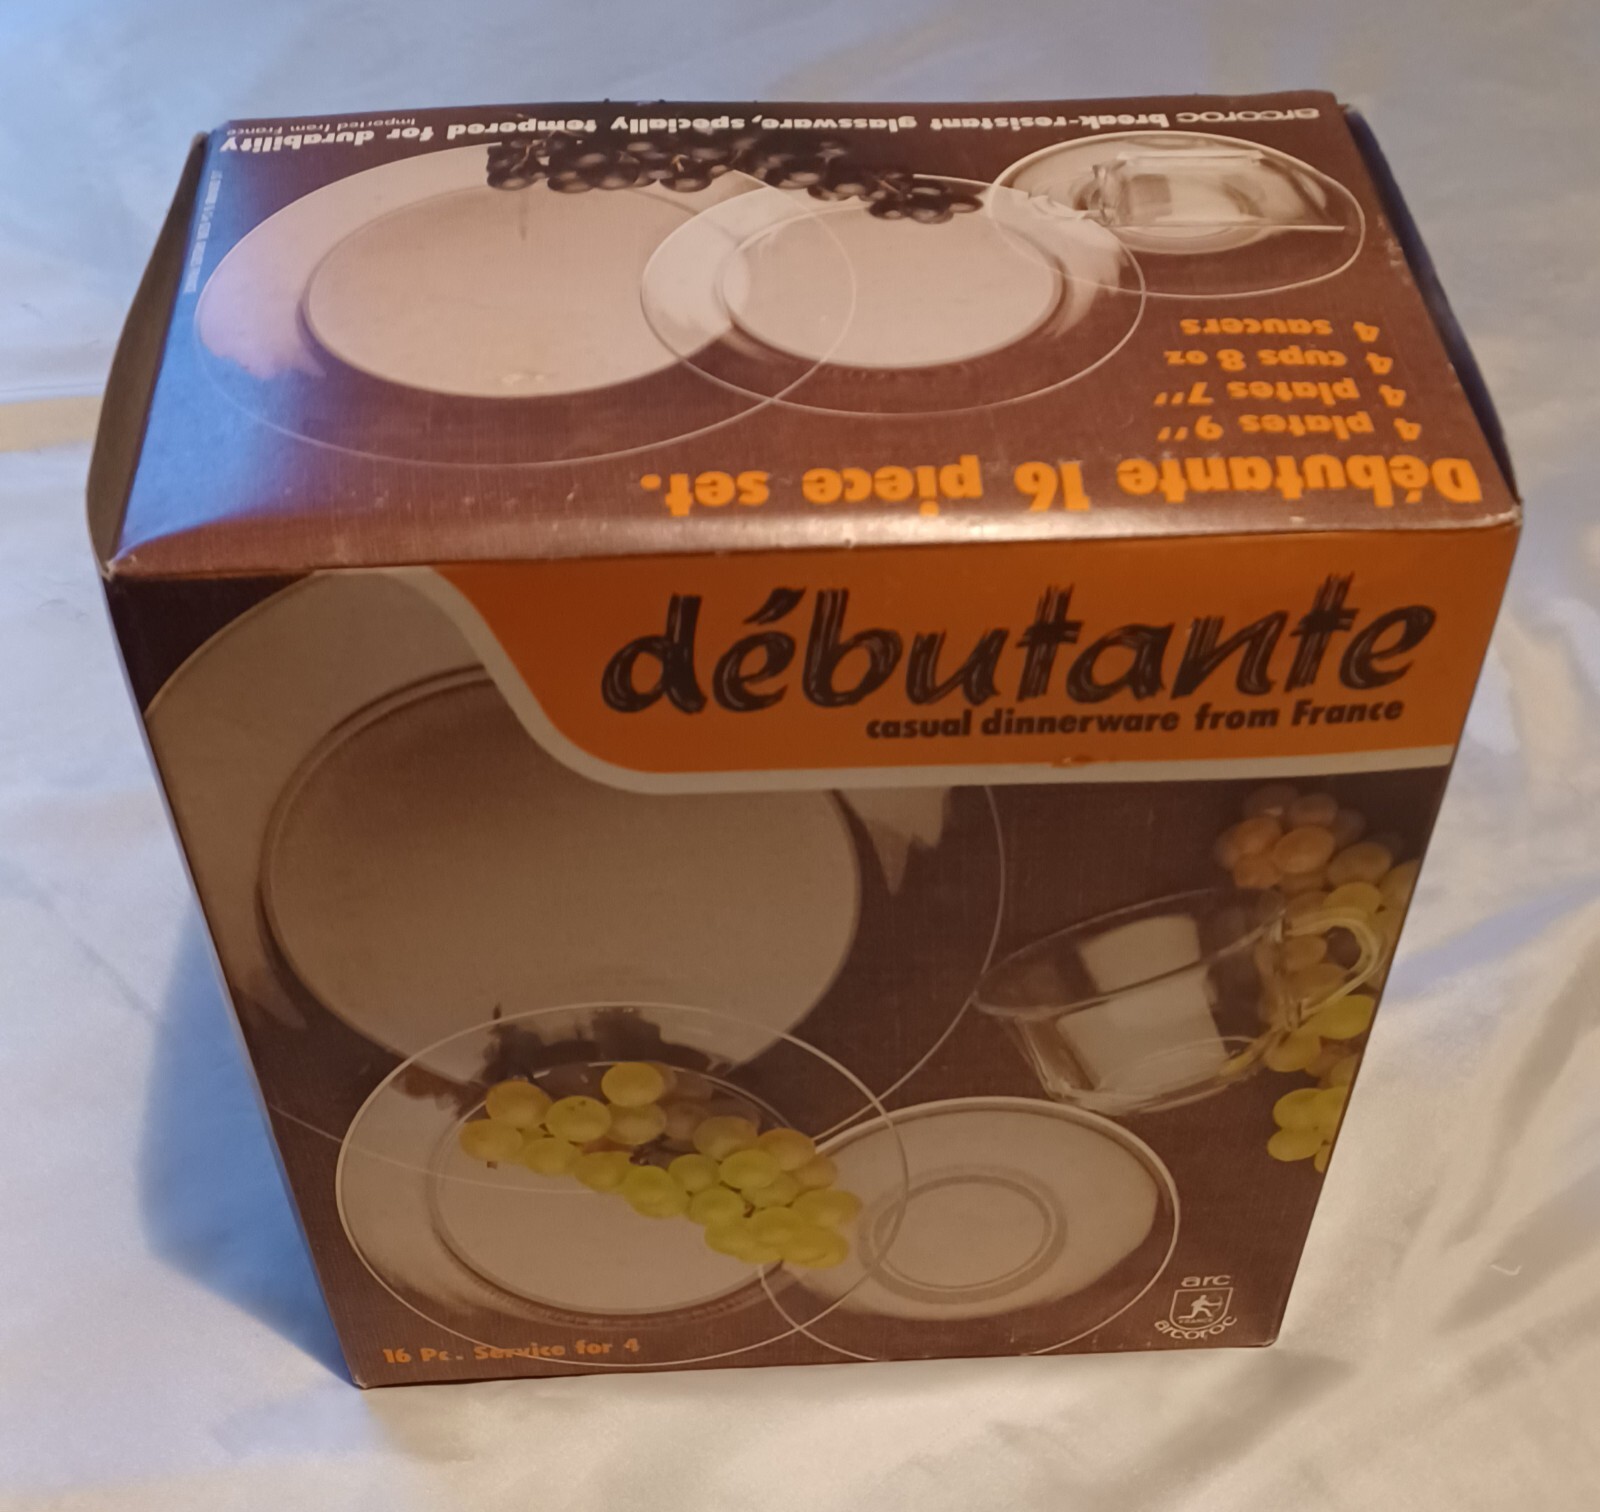 arcoroc break-resistant glassware, specially tempered for durability
Imported from France
4 saucers
4 cups 8 oz
4 plates 7"
4 plates 9"
Débutante 16 piece set.
débutante
casual dinnerware from France
16 Pc. Service for 4
arc
FRANCE
arcoroc